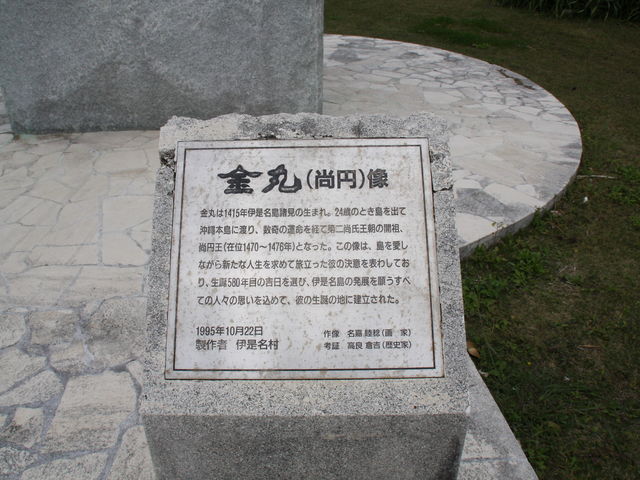 金丸(尚円)像
金丸は1415年伊是名島諸見の生まれ。24歳のとき島を出て
沖縄本島に渡り、数奇の運命を経て第二尚氏王朝の開祖、
尚円王(在位1470～1476年)となった。この像は、島を愛し
ながら新たな人生を求めて旅立った彼の決意を表わしてお
り、生誕580年目の吉日を選び、伊是名島の発展を願うすべ
ての人々の思いを込めて、彼の生誕の地に建立された。
1995年10月22日
製作者 伊是名村
作像 名嘉睦稔(画 家)
考証 高良倉吉(歴史家)